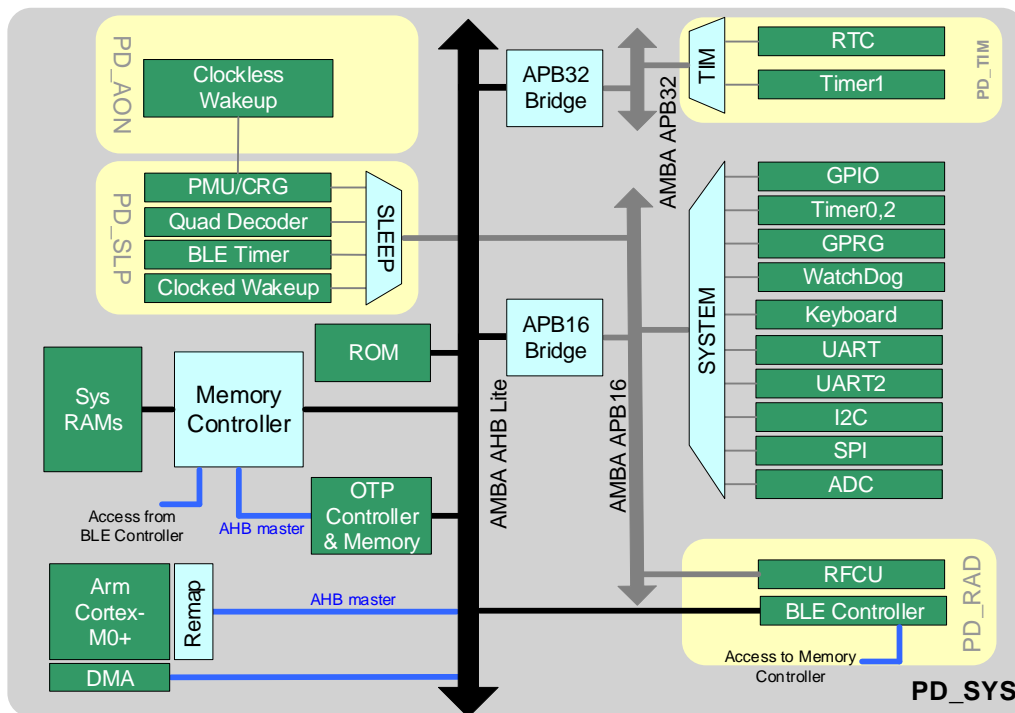 PD_AON
Clockless
Wakeup
PD_SLP
PMU/CRG
Quad Decoder
BLE Timer
Clocked Wakeup
SLEEP
APB32
Bridge
AMBA APB32
TIM
RTC
Timer1
PD_TIM
APB16
Bridge
AMBA AHB Lite
AMBA APB16
SYSTEM
GPIO
Timer0,2
GPRG
WatchDog
Keyboard
UART
UART2
I2C
SPI
ADC
ROM
Sys
RAMs
Memory
Controller
Access from
BLE Controller
AHB master
OTP
Controller
& Memory
Arm
Cortex-
M0+
Remap
AHB master
DMA
RFCU
BLE Controller
PD_RAD
Access to Memory
Controller
PD_SYS